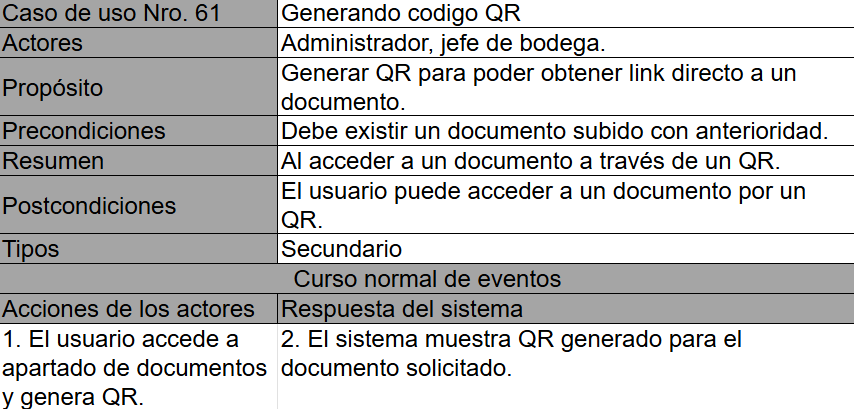 Caso de uso Nro. 61 Generando codigo QR
Actores Administrador, jefe de bodega.
Propósito Generar QR para poder obtener link directo a un
documento.
Precondiciones Debe existir un documento subido con anterioridad.
Resumen Al acceder a un documento a través de un QR.
Postcondiciones El usuario puede acceder a un documento por un
QR.
Tipos Secundario
Curso normal de eventos
Acciones de los actores Respuesta del sistema
1. El usuario accede a
apartado de documentos
y genera QR.
2. El sistema muestra QR generado para el
documento solicitado.